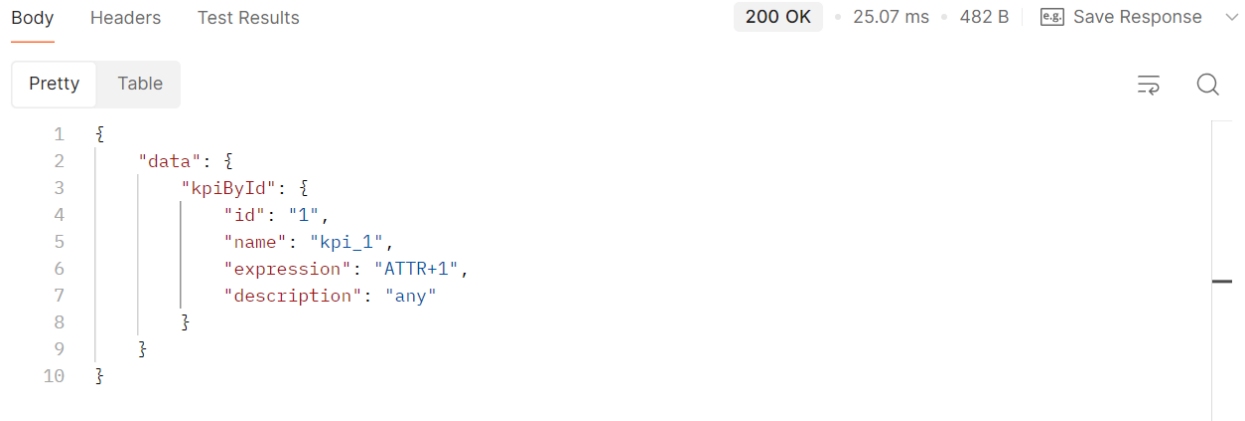 Body Headers Test Results 200 OK 25.07 ms 482 B e.g. Save Response
Pretty Table
1 {
2 "data": {
3 "kpiById": {
4 "id": "1",
5 "name": "kpi_1",
6 "expression": "ATTR+1",
7 "description": "any"
8 }
9 }
10 }